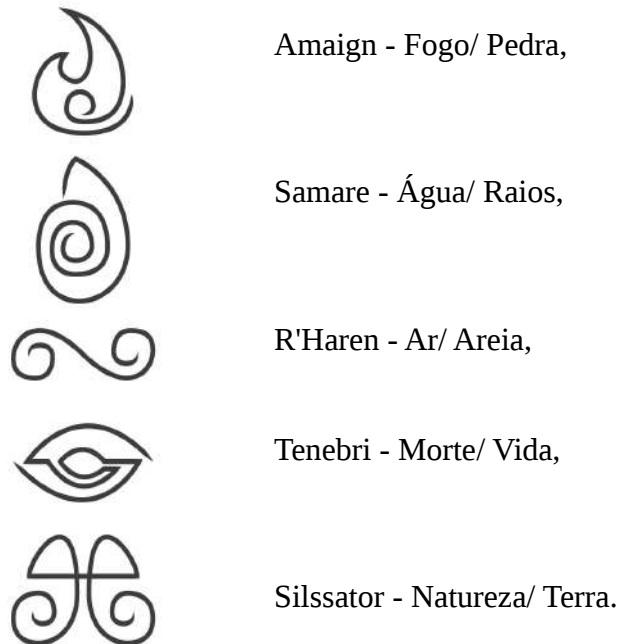 Amaign - Fogo/ Pedra,
Samare - Água/ Raios,
R'Haren - Ar/ Areia,
Tenebri - Morte/ Vida,
Silssator - Natureza/ Terra.